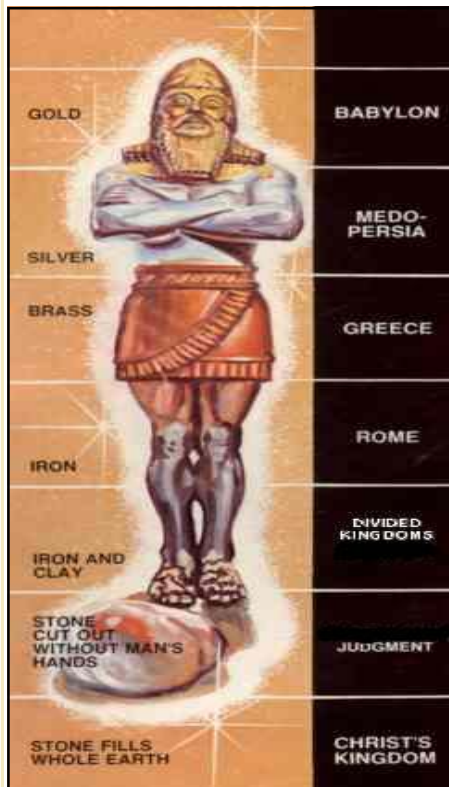 GOLD
BABYLON
MEDO-
PERSIA
SILVER
BRASS
GREECE
ROME
IRON
DIVIDED
KINGDOMS
IRON AND
CLAY
STONE
CUT OUT
WITHOUT MAN'S
HANDS
JUDGMENT
STONE FILLS
WHOLE EARTH
CHRIST'S
KINGDOM